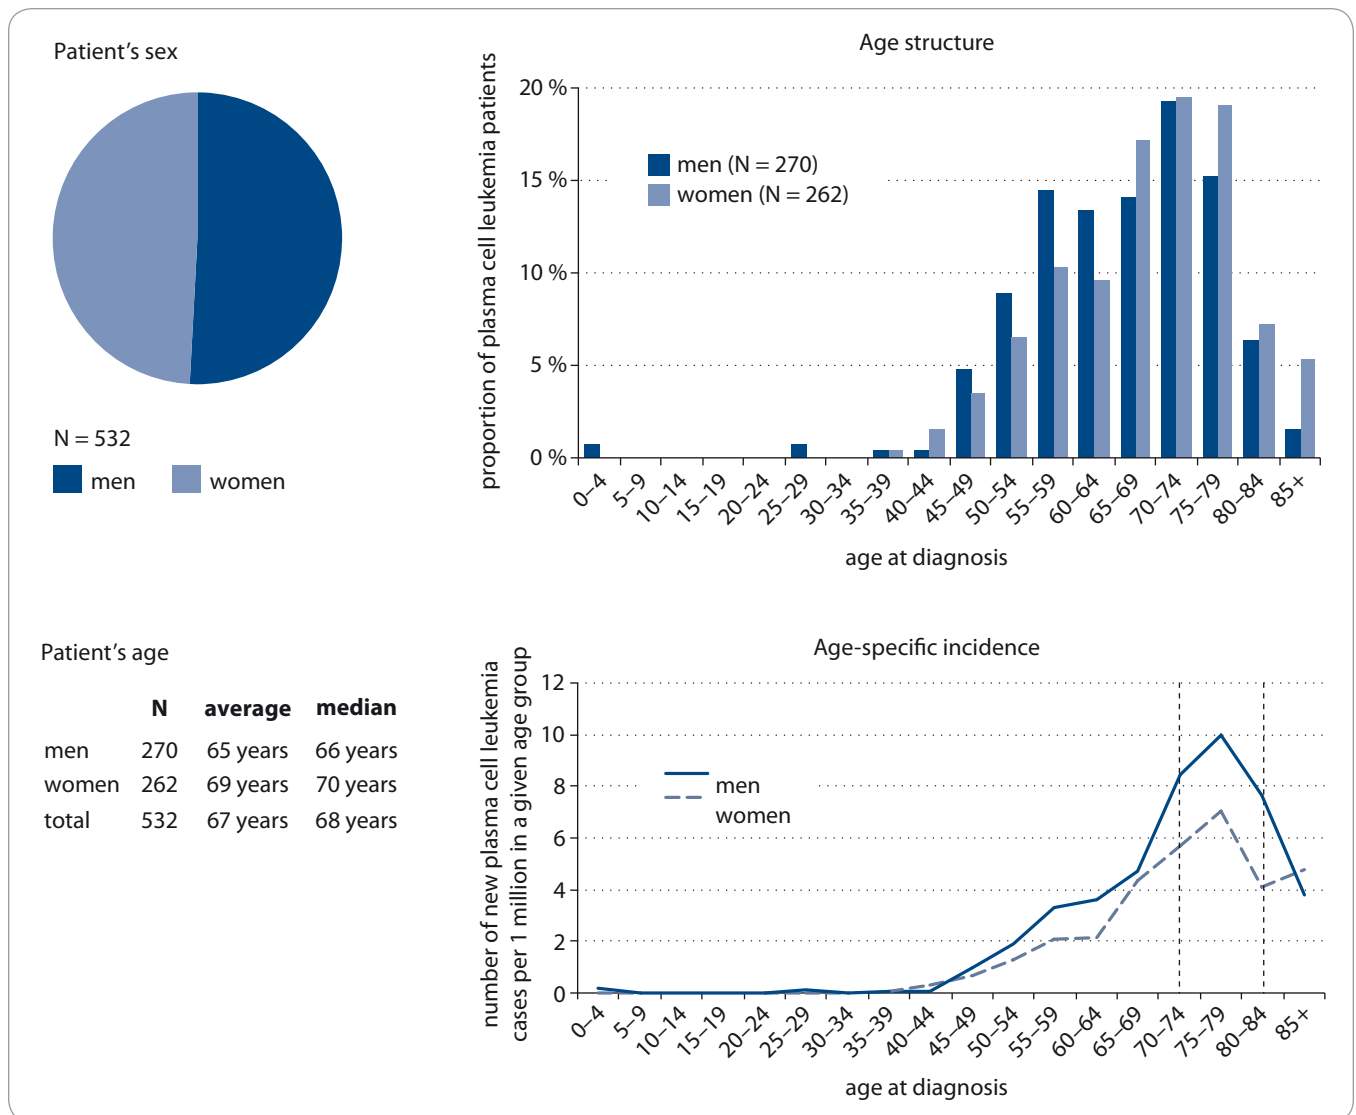 Patient's sex
N = 532
men
women
Age structure
proportion of plasma cell leukemia patients
20 %
15 %
10 %
5 %
0 %
men (N = 270)
women (N = 262)
0–4
5–9
10–14
15–19
20–24
25–29
30–34
35–39
40–44
45–49
50–54
55–59
60–64
65–69
70–74
75–79
80–84
85+
age at diagnosis
Patient's age
N average median
men 270 65 years 66 years
women 262 69 years 70 years
total 532 67 years 68 years
Age-specific incidence
number of new plasma cell leukemia
cases per 1 million in a given age group
12
10
8
6
4
2
0
men
women
0–4
5–9
10–14
15–19
20–24
25–29
30–34
35–39
40–44
45–49
50–54
55–59
60–64
65–69
70–74
75–79
80–84
85+
age at diagnosis